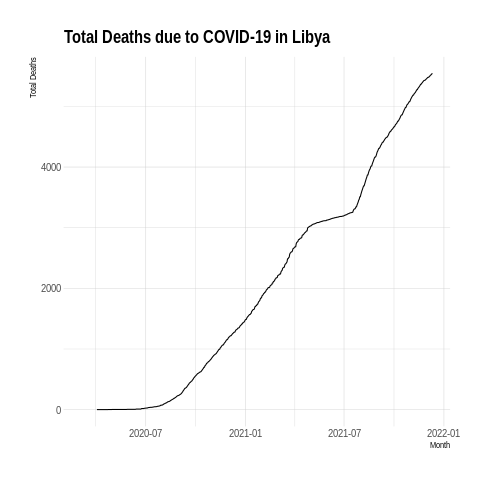 Total Deaths due to COVID-19 in Libya
Total Deaths
4000
2000
0
2020-07 2021-01 2021-07 2022-01
Month